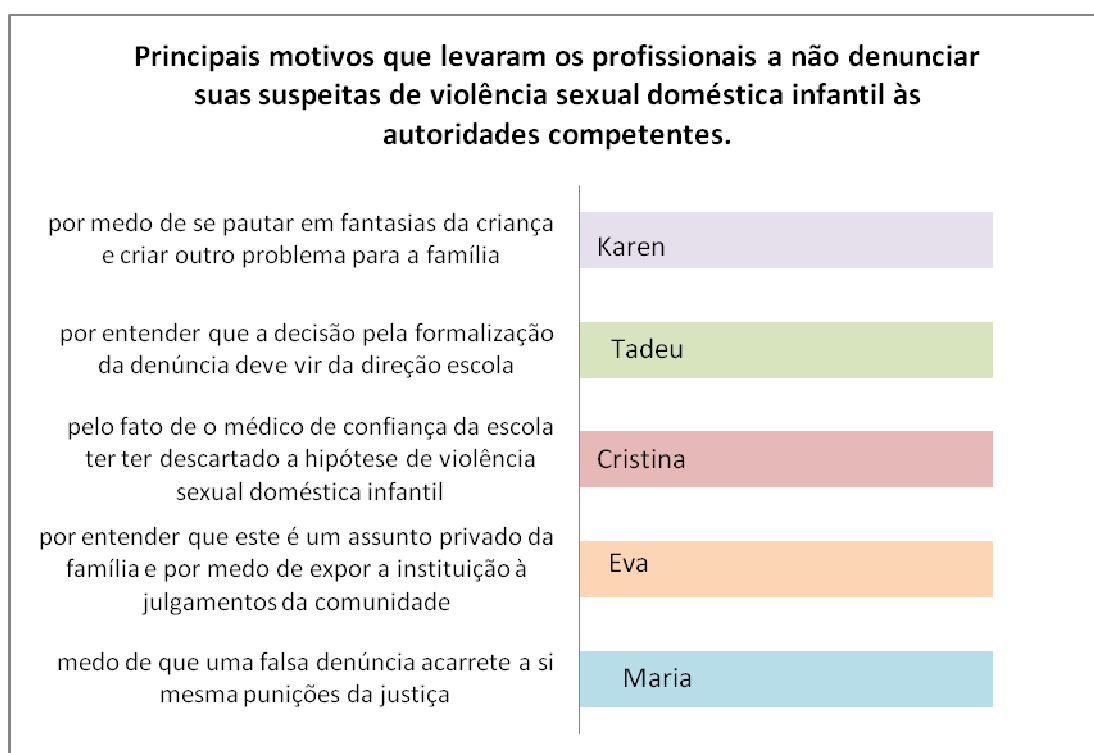 Principais motivos que levaram os profissionais a não denunciar
suas suspeitas de violência sexual doméstica infantil às
autoridades competentes.
por medo de se pautar em fantasias da criança
e criar outro problema para a família
Karen
por entender que a decisão pela formalização
da denúncia deve vir da direção escola
Tadeu
pelo fato de o médico de confiança da escola
ter ter descartado a hipótese de violência
sexual doméstica infantil
Cristina
por entender que este é um assunto privado da
família e por medo de expor a instituição à
julgamentos da comunidade
Eva
medo de que uma falsa denúncia acarrete a si
mesma punições da justiça
Maria